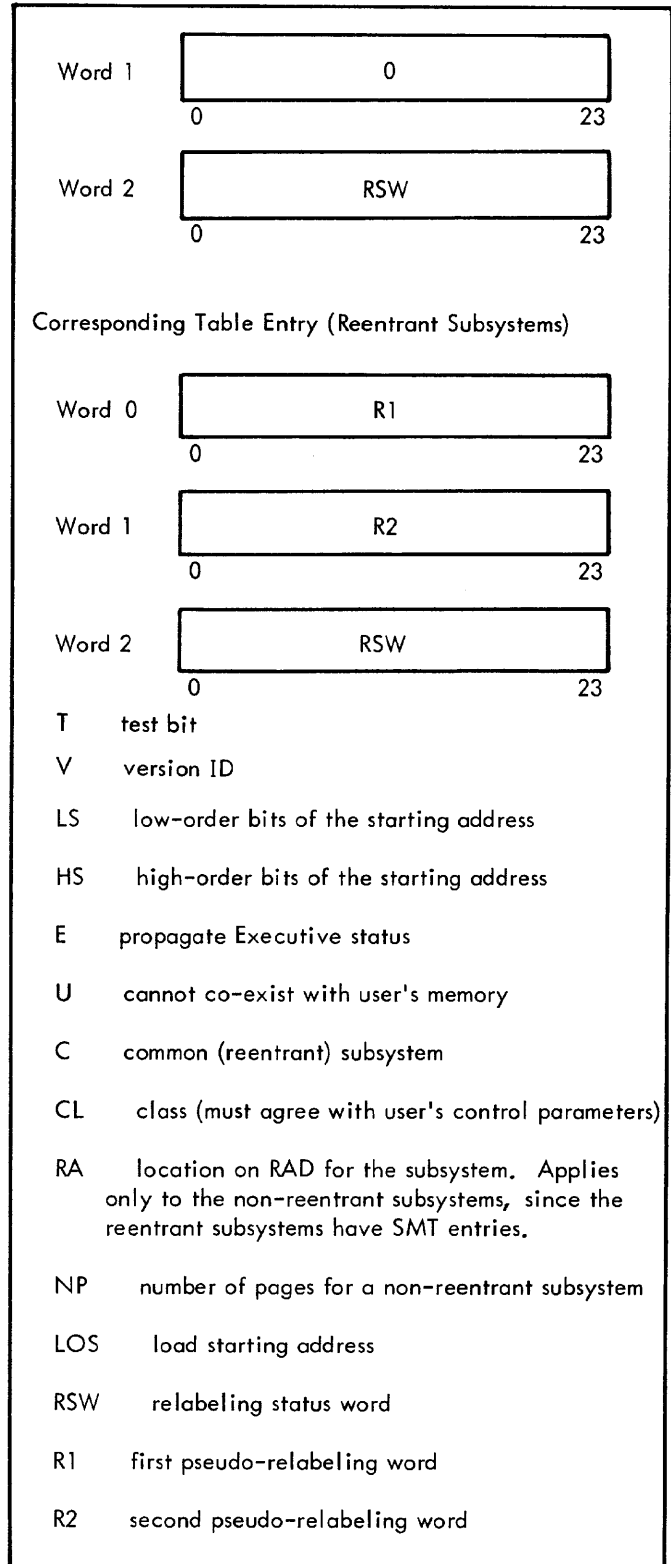 Word 1 0
0 23
Word 2 RSW
0 23
Corresponding Table Entry (Reentrant Subsystems)
Word 0 R1
0 23
Word 1 R2
0 23
Word 2 RSW
0 23
T test bit
V version ID
LS low-order bits of the starting address
HS high-order bits of the starting address
E propagate Executive status
U cannot co-exist with user's memory
C common (reentrant) subsystem
CL class (must agree with user's control parameters)
RA location on RAD for the subsystem. Applies
only to the non-reentrant subsystems, since the
reentrant subsystems have SMT entries.
NP number of pages for a non-reentrant subsystem
LOS load starting address
RSW relabeling status word
R1 first pseudo-relabeling word
R2 second pseudo-relabeling word